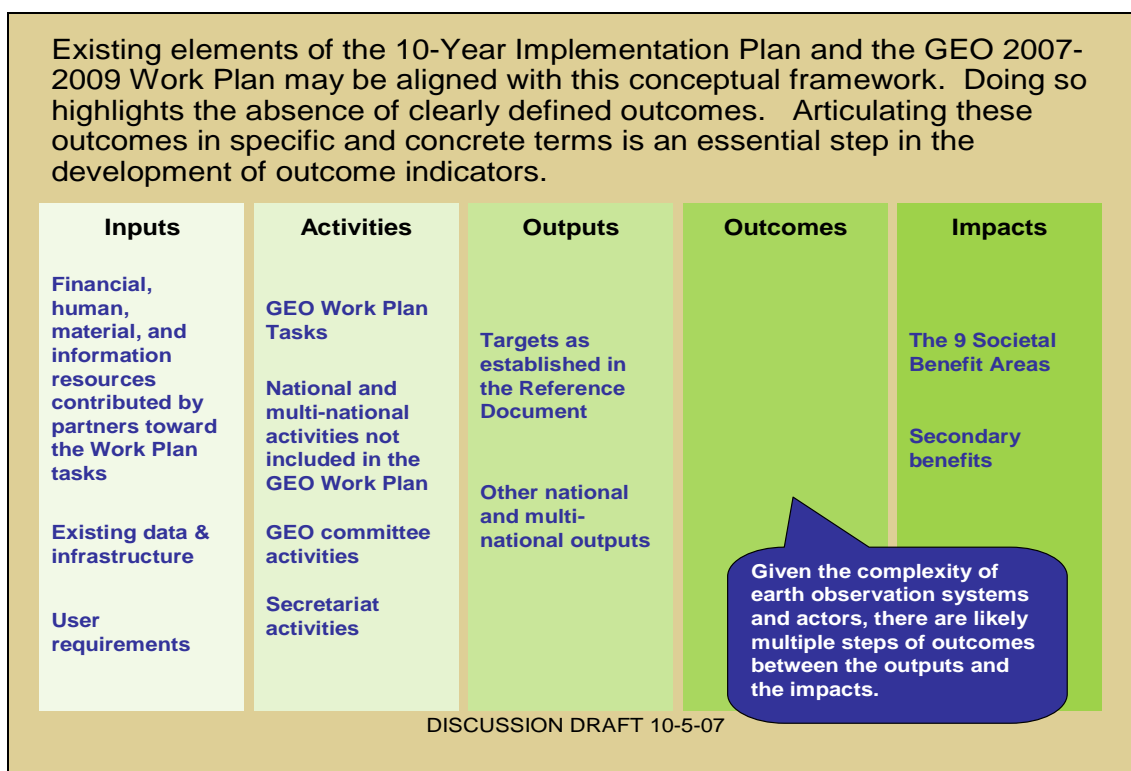 Existing elements of the 10-Year Implementation Plan and the GEO 2007-
2009 Work Plan may be aligned with this conceptual framework.  Doing so
highlights the absence of clearly defined outcomes.   Articulating these
outcomes in specific and concrete terms is an essential step in the
development of outcome indicators.
Inputs
Financial,
human,
material, and
information
resources
contributed by
partners toward
the Work Plan
tasks
Existing data &
infrastructure
User
requirements
Activities
GEO Work Plan
Tasks
National and
multi-national
activities not
included in the
GEO Work Plan
GEO committee
activities
Secretariat
activities
Outputs
Targets as
established in
the Reference
Document
Other national
and multi-
national outputs
Outcomes
Given the complexity of
earth observation systems
and actors, there are likely
multiple steps of outcomes
between the outputs and
the impacts.
Impacts
The 9 Societal
Benefit Areas
Secondary
benefits
DISCUSSION DRAFT 10-5-07